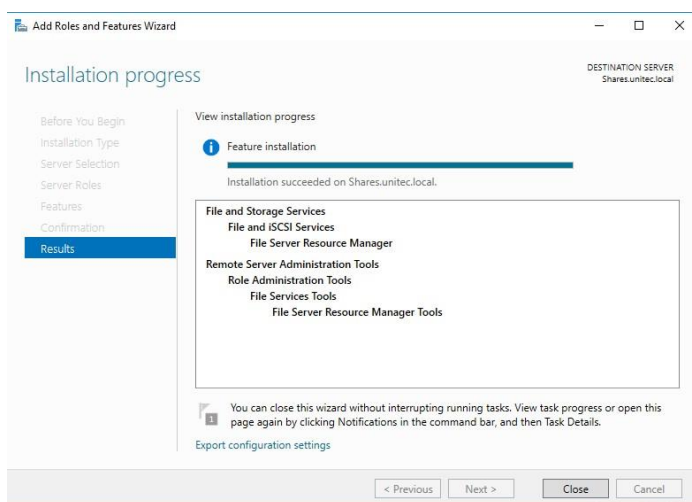 Add Roles and Features Wizard
Installation progress
DESTINATION SERVER
Shares.unitec.local
Before You Begin
Installation Type
Server Selection
Server Roles
Features
Confirmation
Results
View installation progress
Feature installation
Installation succeeded on Shares.unitec.local.
File and Storage Services
File and iSCSI Services
File Server Resource Manager
Remote Server Administration Tools
Role Administration Tools
File Services Tools
File Server Resource Manager Tools
1
You can close this wizard without interrupting running tasks. View task progress or open this
page again by clicking Notifications in the command bar, and then Task Details.
Export configuration settings
< Previous
Next >
Close
Cancel